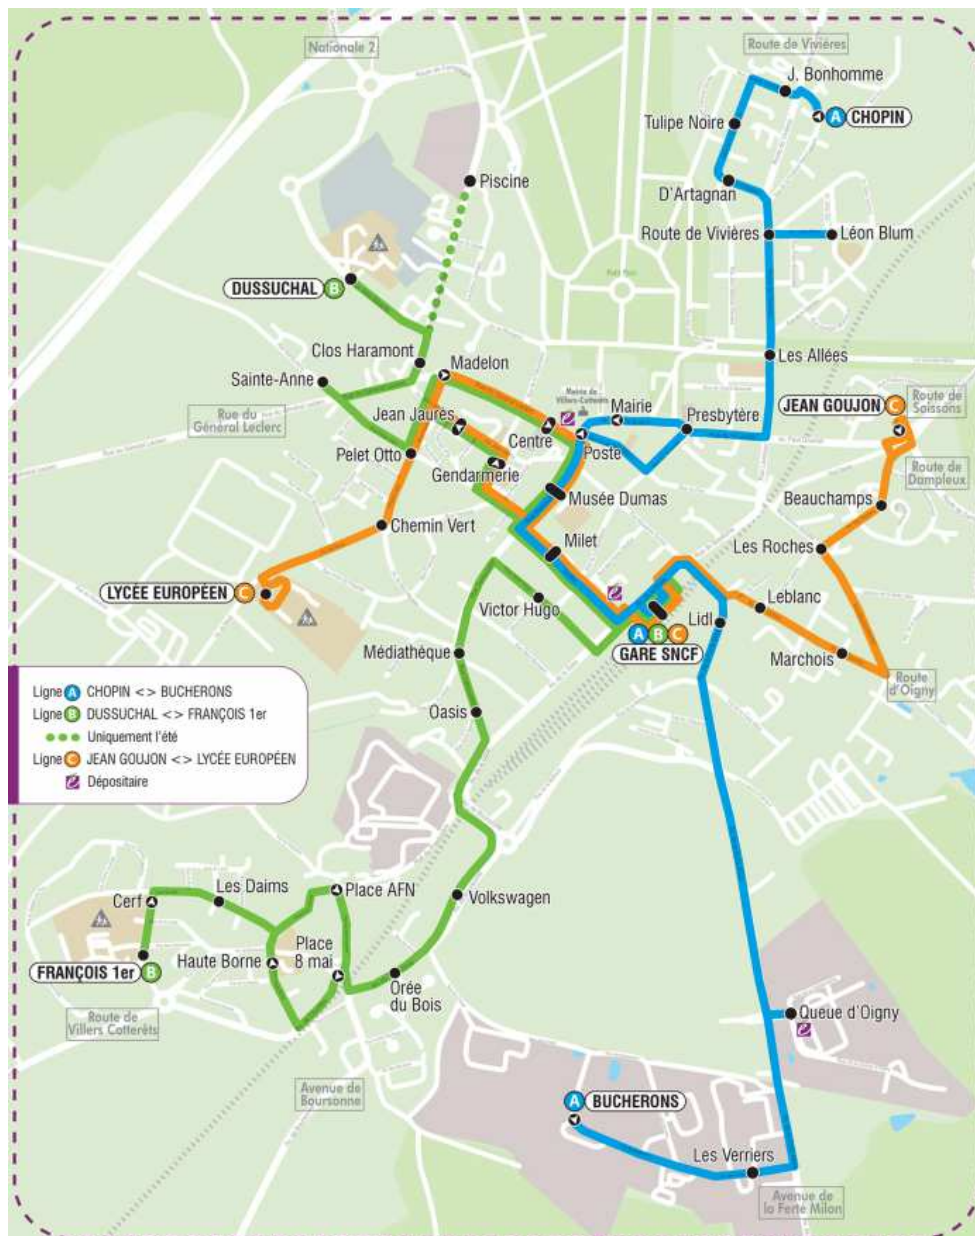 Nationale 2
Route de Vivières
J. Bonhomme
A CHOPIN
Tulipe Noire
D'Artagnan
Piscine
Route de Vivières
Léon Blum
DUSSUCHAL B
Clos Haramont
Madelon
Les Allées
Sainte-Anne
Mairie de
Villers-Cotterêts
Rue du
Général Leclerc
Jean Jaurès
Centre
Mairie
Presbytère
JEAN GOUJON C
Route de
Soissons
Pelet Otto
Gendarmerie
Poste
Route de
Dampleux
Musée Dumas
Beauchamps
Chemin Vert
Milet
Les Roches
LYCÉE EUROPÉEN C
Victor Hugo
Leblanc
Lidl
A B C
GARE SNCF
Médiathèque
Marchois
Route
d'Oigny
Oasis
Ligne A CHOPIN < > BUCHERONS
Ligne B DUSSUCHAL < > FRANÇOIS 1er
Uniquement l'été
Ligne C JEAN GOUJON < > LYCÉE EUROPÉEN
Dépositaire
Les Daims
Place AFN
Cerf
Volkswagen
Place
8 mai
Haute Borne
FRANÇOIS 1er B
Orée
du Bois
Route de
Villers Cotterêts
Queue d'Oigny
Avenue de
Boursonne
A BUCHERONS
Les Verriers
Avenue de
la Ferte Milon